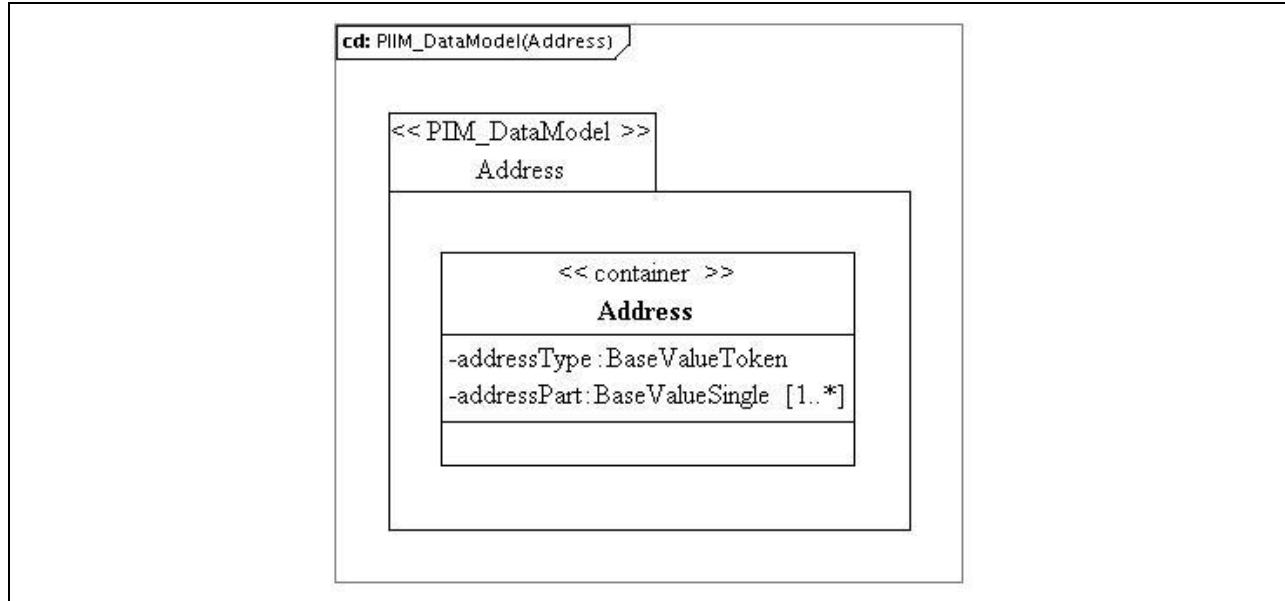 cd: PIIM_DataModel(Address)
<< PIM_DataModel >>
Address
<< container >>
Address
-addressType :BaseValueToken
-addressPart:BaseValueSingle [1..*]